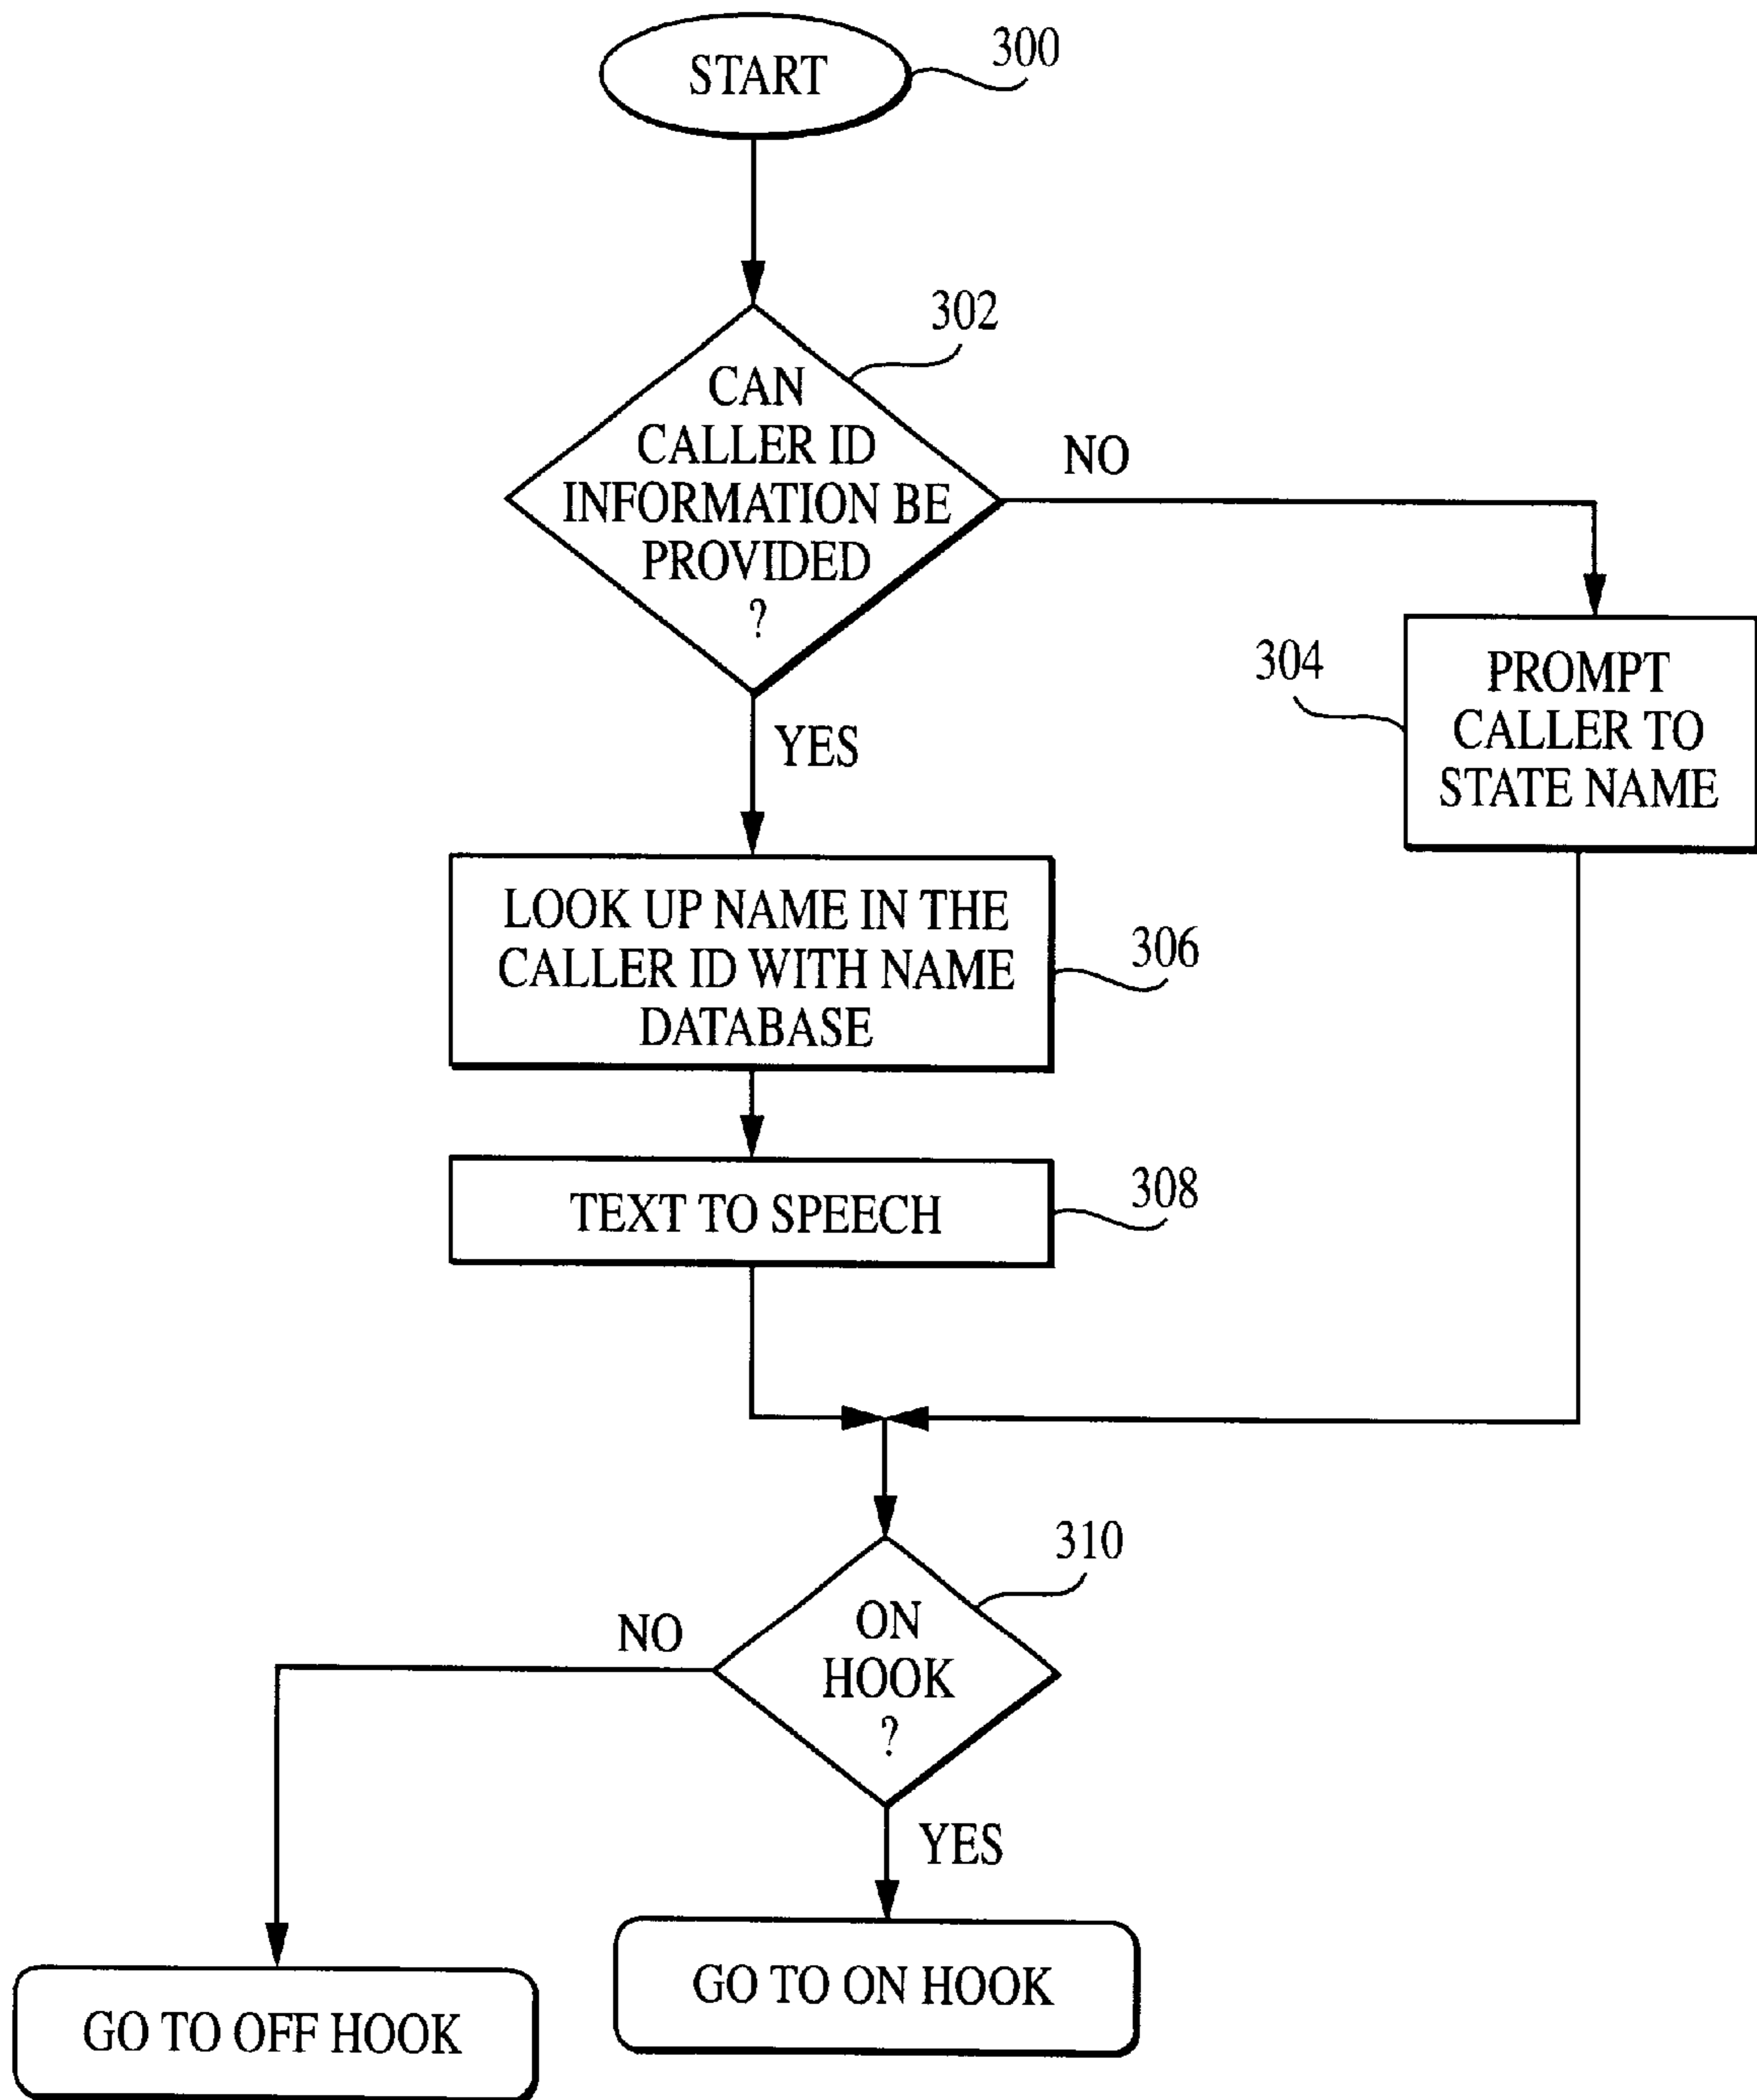 START
300
302
CAN
CALLER ID
INFORMATION BE
PROVIDED
?
NO
YES
304
PROMPT
CALLER TO
STATE NAME
LOOK UP NAME IN THE
CALLER ID WITH NAME
DATABASE
306
TEXT TO SPEECH
308
310
ON
HOOK
?
NO
YES
GO TO ON HOOK
GO TO OFF HOOK